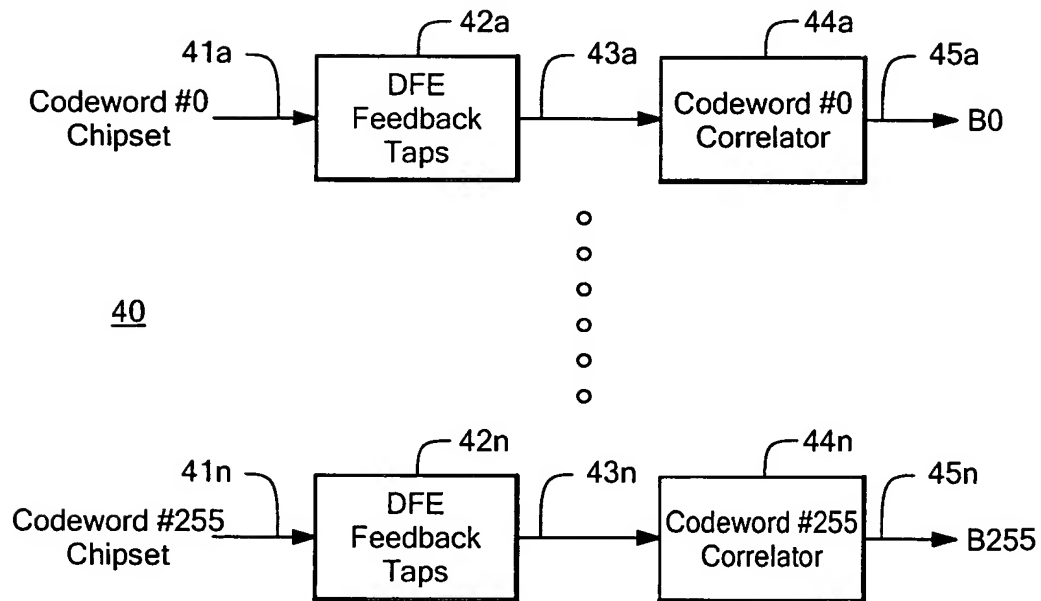 41a
42a
43a
44a
45a
Codeword #0
Chipset
DFE
Feedback
Taps
Codeword #0
Correlator
B0
40
41n
42n
43n
44n
45n
Codeword #255
Chipset
DFE
Feedback
Taps
Codeword #255
Correlator
B255